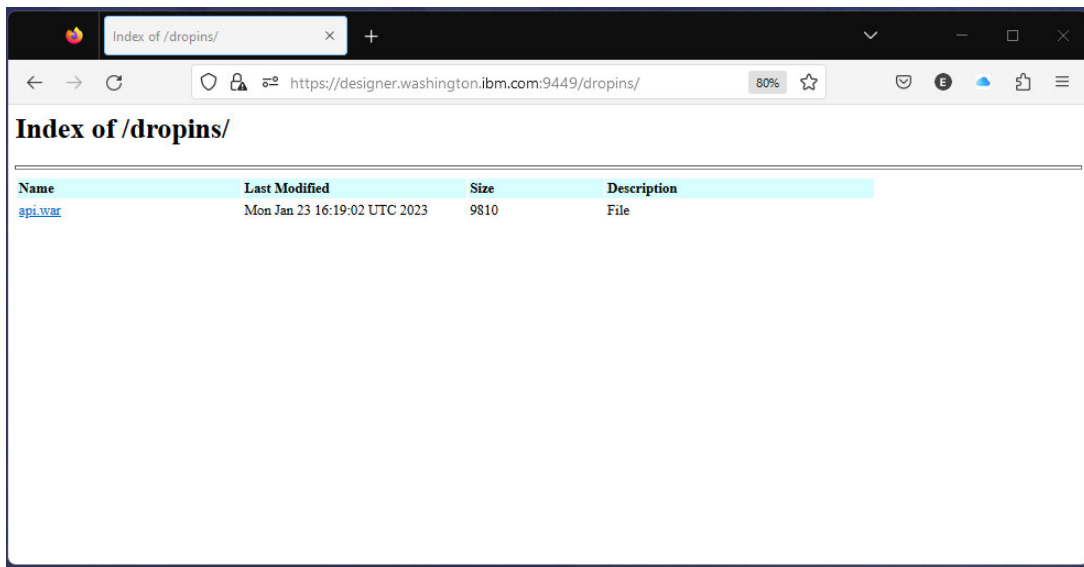 Index of /dropins/
https://designer.washington.ibm.com:9449/dropins/ 80% E
Index of /dropins/
Name Last Modified Size Description
api.war Mon Jan 23 16:19:02 UTC 2023 9810 File